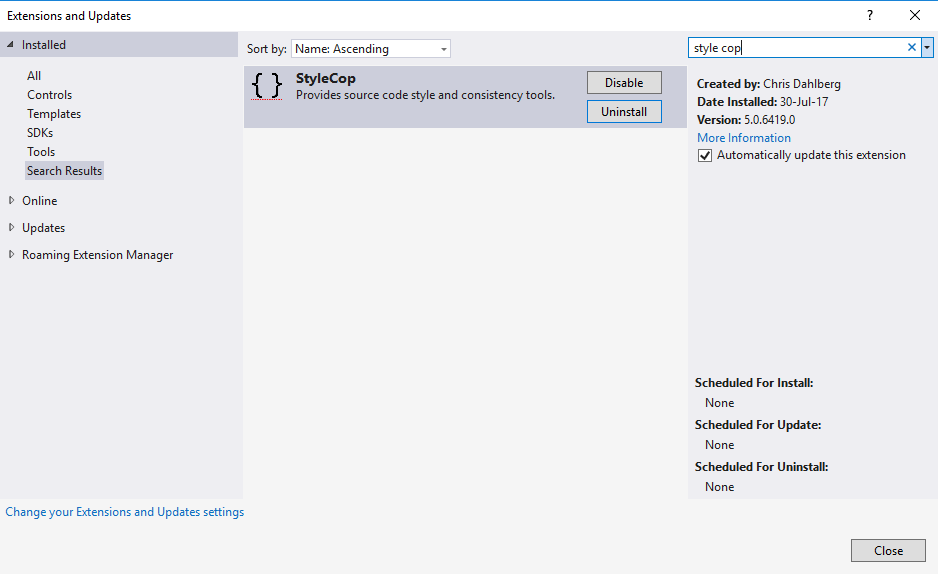 Extensions and Updates
?
Installed
All
Controls
Templates
SDKs
Tools
Search Results
Online
Updates
Roaming Extension Manager
Change your Extensions and Updates settings
Sort by: Name: Ascending
{ } StyleCop
Provides source code style and consistency tools.
Disable
Uninstall
style cop
Created by: Chris Dahlberg
Date Installed: 30-Jul-17
Version: 5.0.6419.0
More Information
Automatically update this extension
Scheduled For Install:
None
Scheduled For Update:
None
Scheduled For Uninstall:
None
Close